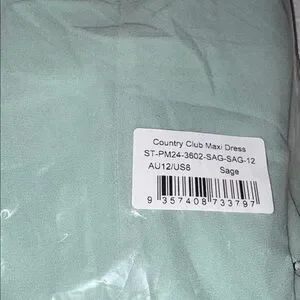 Country Club Maxi Dress
ST-PM24-3602-SAG-SAG-12
AU12/US8 Sage
9 357408 733797